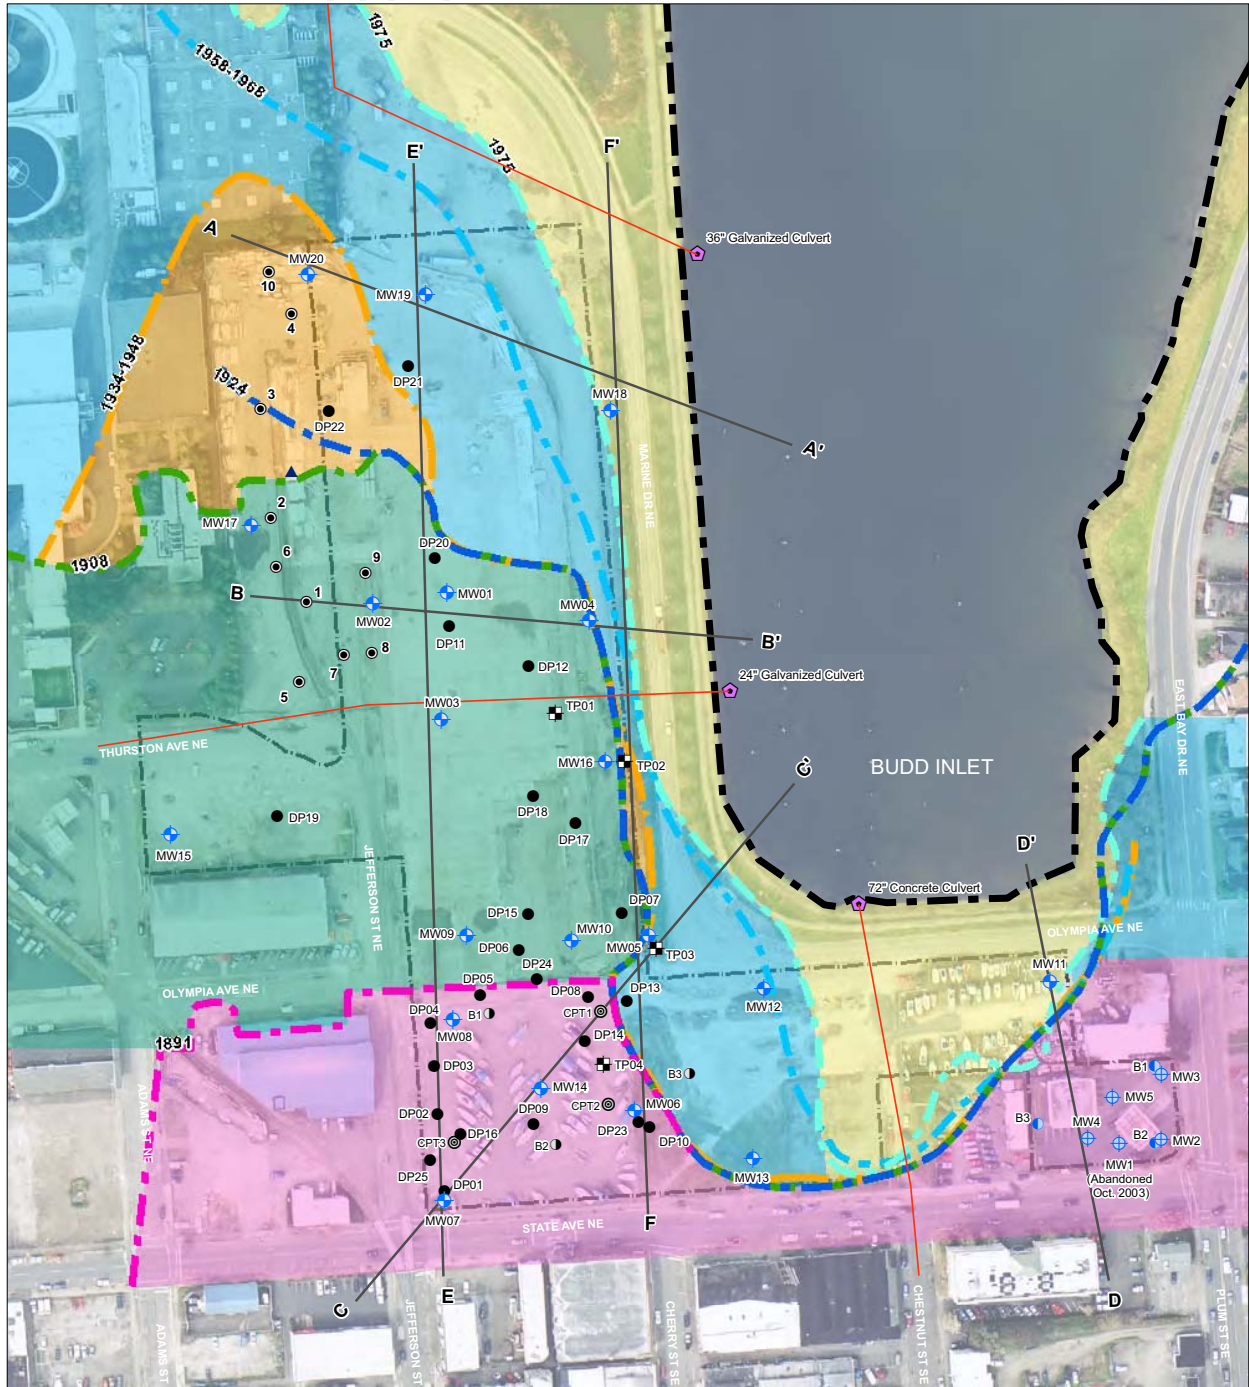 1975
1958-1968
1975
E'
F'
A
36" Galvanized Culvert
MW20
10
MW19
4
1934-1948
1924
DP21
MW18
3
DP22
A'
MARINE DR NE
2
MW17
1908
6
9
DP20
B
1
MW01
MW02
MW04
DP11
B'
7
8
DP12
5
24" Galvanized Culvert
MW03
TP01
THURSTON AVE NE
EAST BAY DR NE
MW16
TP02
C'
BUDD INLET
DP18
DP19
DP17
MW15
D'
JEFFERSON ST NE
72" Concrete Culvert
DP15
DP07
MW09
MW10
OLYMPIA AVE NE
DP06
MW05
TP03
DP24
MW11
OLYMPIA AVE NE
DP05
DP08
DP13
MW12
B1
CPT1
DP04
MW08
1891
DP14
DP03
TP04
B3
B1
MW3
MW14
MW5
ADAMS ST NE
DP02
DP09
CPT2
MW06
B3
MW4
B2
MW2
DP16
CPT3
B2
DP23
DP10
MW1
(Abandoned
Oct. 2003)
DP25
MW13
DP01
MW07
STATE AVE NE
F
C
E
D
ADAMS ST
JEFFERSON ST
CHERRY ST SE
CHESTNUT ST SE
PLUM ST SE